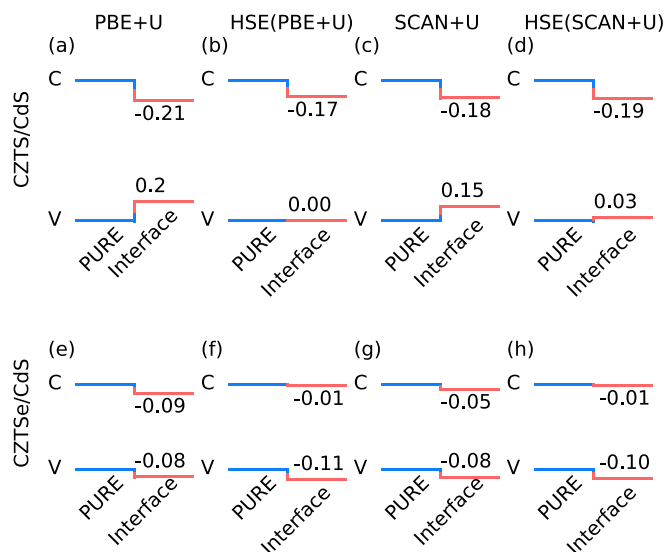 PBE+U HSE(PBE+U) SCAN+U HSE(SCAN+U)
(a) (b) (c) (d)
CZTS/CdS
C -0.21 C -0.17 C -0.18 C -0.19
V 0.2 V 0.00 V 0.15 V 0.03
PURE Interface PURE Interface PURE Interface PURE Interface
(e) (f) (g) (h)
CZTSe/CdS
C -0.09 C -0.01 C -0.05 C -0.01
V -0.08 V -0.11 V -0.08 V -0.10
PURE Interface PURE Interface PURE Interface PURE Interface